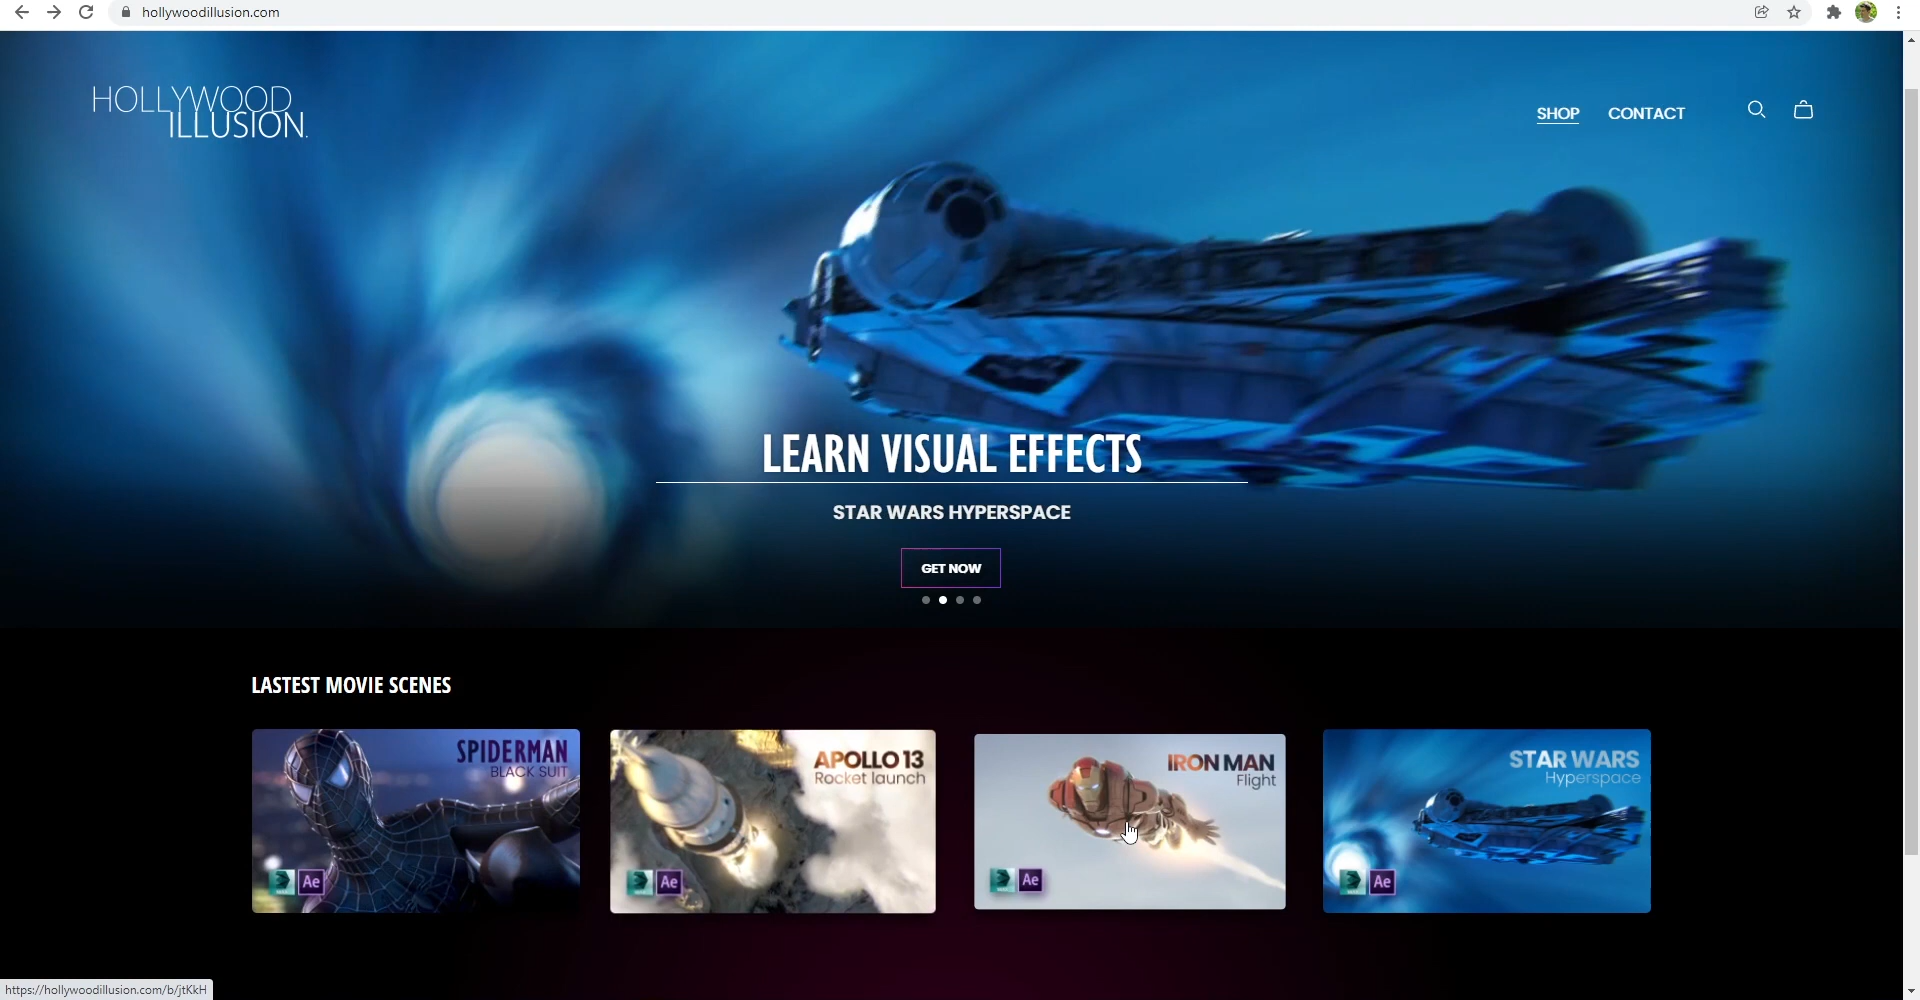 hollywoodillusion.com
HOLLYWOOD
ILLUSION.
SHOP CONTACT
LEARN VISUAL EFFECTS
STAR WARS HYPERSPACE
GET NOW
LASTEST MOVIE SCENES
SPIDERMAN
BLACK SUIT
Ae
APOLLO 13
Rocket launch
Ae
IRON MAN
Flight
Ae
STAR WARS
Hyperspace
Ae
https://hollywoodillusion.com/b/jtKkH